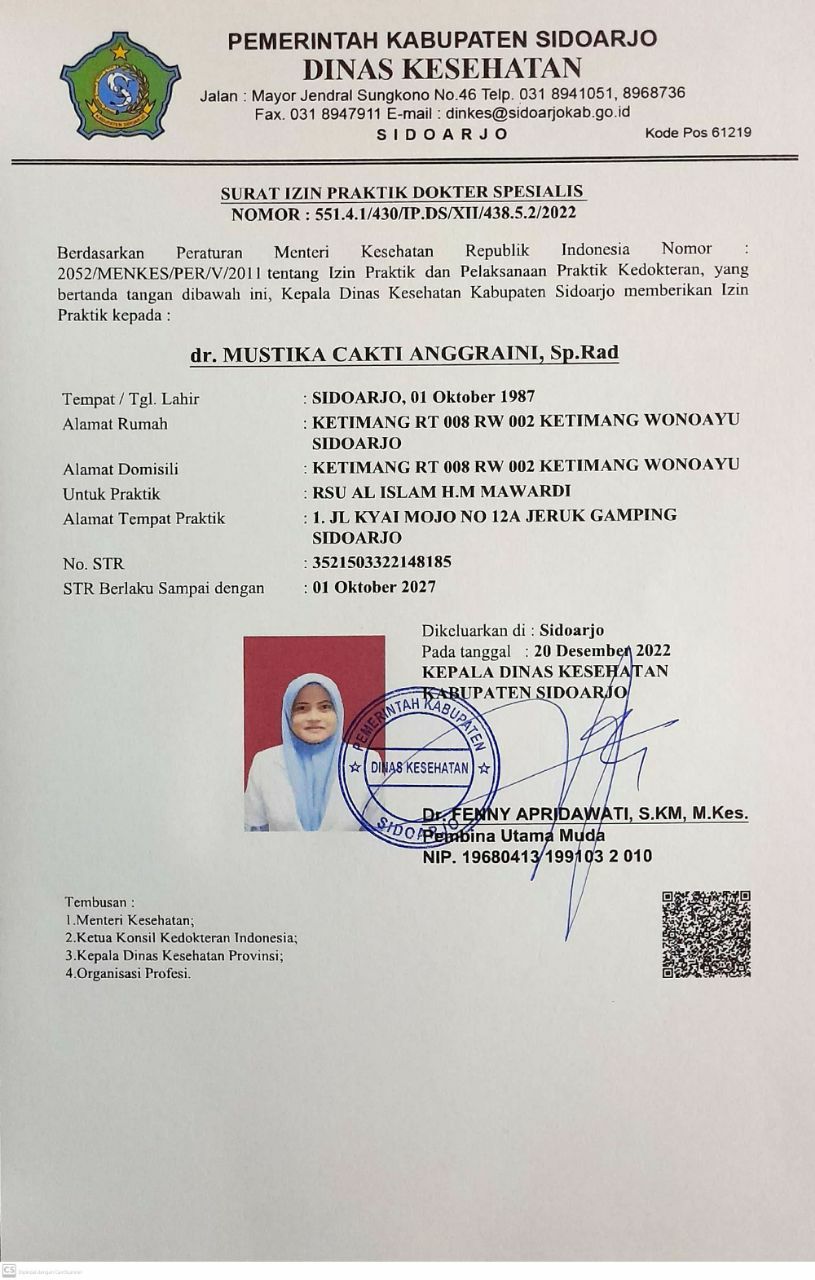 PEMERINTAH KABUPATEN SIDOARJO
DINAS KESEHATAN
Jalan : Mayor Jendral Sungkono No.46 Telp. 031 8941051, 8968736
Fax. 031 8947911 E-mail : dinkes@sidoarjokab.go.id
S I D O A R J O Kode Pos 61219
SURAT IZIN PRAKTIK DOKTER SPESIALIS
NOMOR : 551.4.1/430/IP.DS/XII/438.5.2/2022
Berdasarkan Peraturan Menteri Kesehatan Republik Indonesia Nomor :
2052/MENKES/PER/V/2011 tentang Izin Praktik dan Pelaksanaan Praktik Kedokteran, yang
bertanda tangan dibawah ini, Kepala Dinas Kesehatan Kabupaten Sidoarjo memberikan Izin
Praktik kepada :
dr. MUSTIKA CAKTI ANGGRAINI, Sp.Rad
Tempat / Tgl. Lahir : SIDOARJO, 01 Oktober 1987
Alamat Rumah : KETIMANG RT 008 RW 002 KETIMANG WONOAYU
SIDOARJO
Alamat Domisili : KETIMANG RT 008 RW 002 KETIMANG WONOAYU
Untuk Praktik : RSU AL ISLAM H.M MAWARDI
Alamat Tempat Praktik : 1. JL KYAI MOJO NO 12A JERUK GAMPING
SIDOARJO
No. STR : 3521503322148185
STR Berlaku Sampai dengan : 01 Oktober 2027
Dikeluarkan di : Sidoarjo
Pada tanggal : 20 Desember 2022
KEPALA DINAS KESEHATAN
KABUPATEN SIDOARJO
PEMERINTAH KABUPATEN
DINAS KESEHATAN
SIDOARJO
Dr. FENNY APRIDAWATI, S.KM, M.Kes.
Pembina Utama Muda
NIP. 19680413 199103 2 010
Tembusan :
1.Menteri Kesehatan;
2.Ketua Konsil Kedokteran Indonesia;
3.Kepala Dinas Kesehatan Provinsi;
4.Organisasi Profesi.
CS